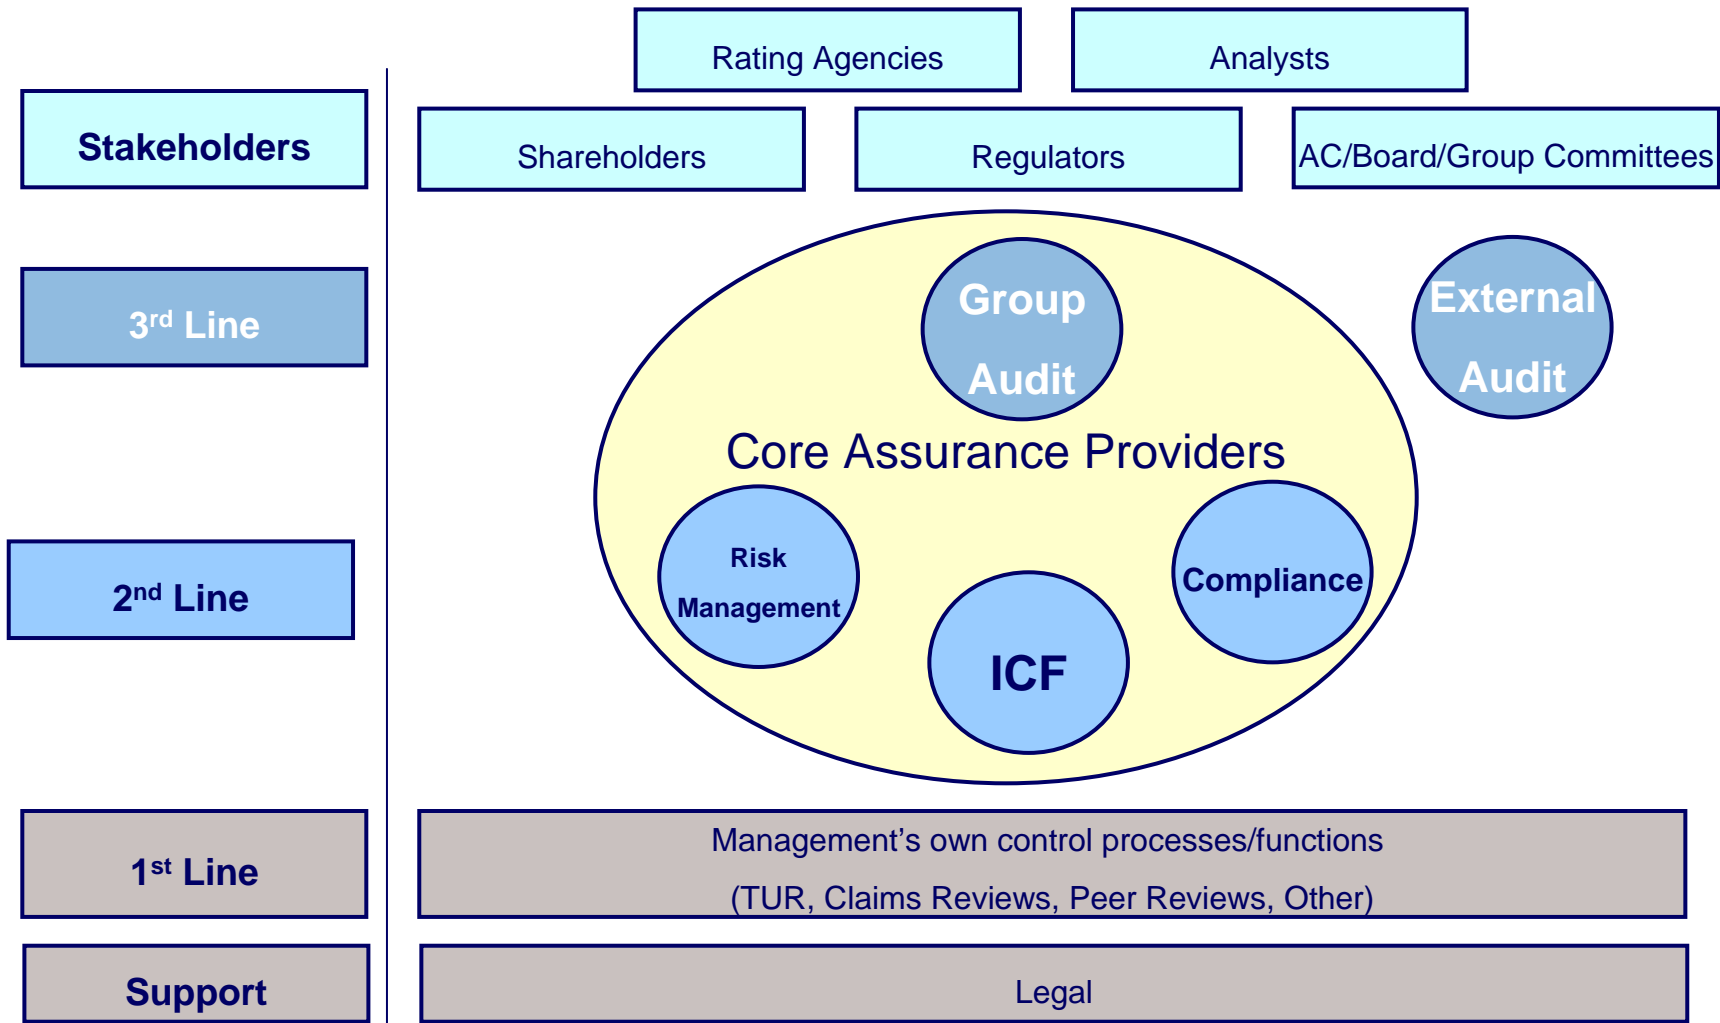 Rating Agencies
Analysts
Stakeholders
Shareholders
Regulators
AC/Board/Group Committees
3rd Line
Group
Audit
External
Audit
Core Assurance Providers
2nd Line
Risk
Management
ICF
Compliance
1st Line
Management’s own control processes/functions
(TUR, Claims Reviews, Peer Reviews, Other)
Support
Legal